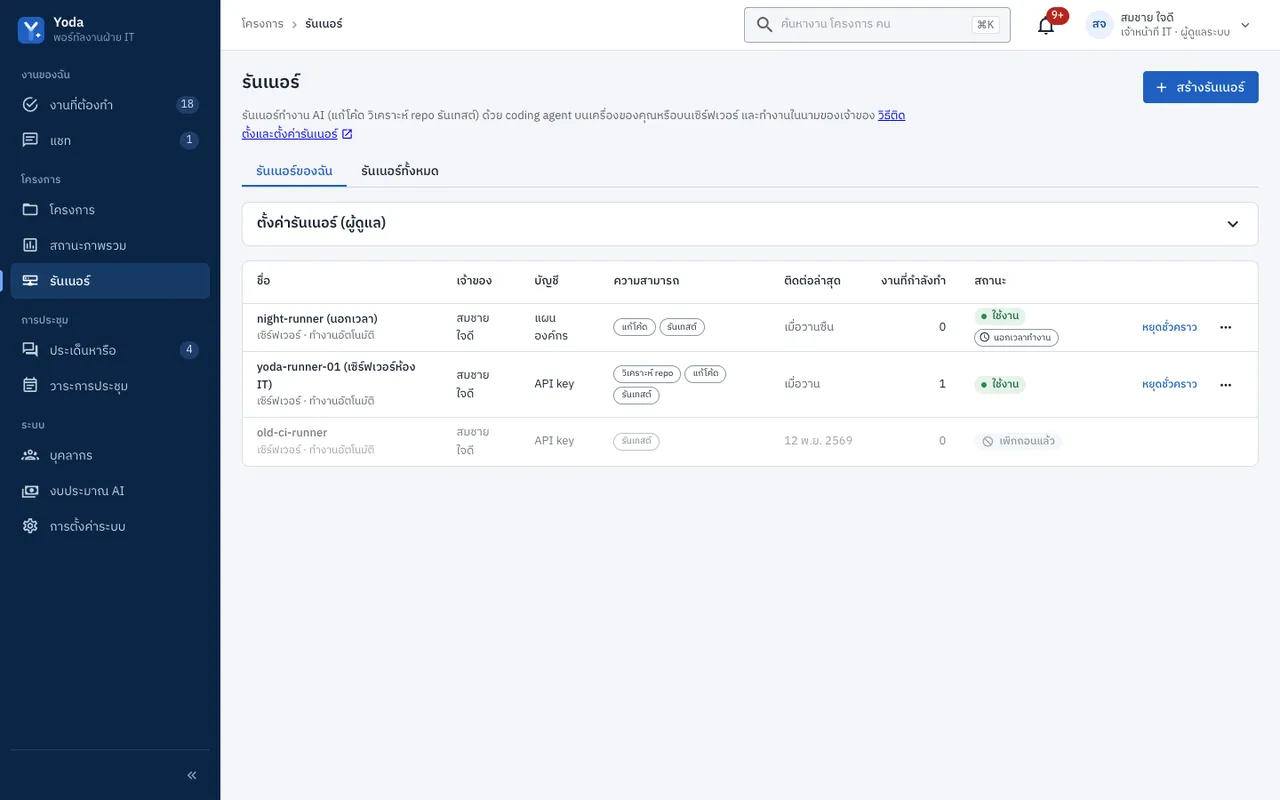 Yoda
พอร์ทัลงานฝ่าย IT
งานของฉัน
งานที่ต้องทำ 18
แชท 1
โครงการ
โครงการ
สถานะภาพรวม
รันเนอร์
การประชุม
ประเด็นหารือ 4
วาระการประชุม
ระบบ
บุคลากร
งบประมาณ AI
การตั้งค่าระบบ
โครงการ > รันเนอร์
ค้นหางาน โครงการ คน ⌘K
9+
สจ
สมชาย ใจดี
เจ้าหน้าที่ IT · ผู้ดูแลระบบ
รันเนอร์
+ สร้างรันเนอร์
รันเนอร์ทำงาน AI (แก้โค้ด วิเคราะห์ repo รันเทสต์) ด้วย coding agent บนเครื่องของคุณหรือบนเซิร์ฟเวอร์ และทำงานในนามของเจ้าของ วิธีติด
ตั้งและตั้งค่ารันเนอร์
รันเนอร์ของฉัน รันเนอร์ทั้งหมด
ตั้งค่ารันเนอร์ (ผู้ดูแล)
ชื่อ เจ้าของ บัญชี ความสามารถ ติดต่อล่าสุด งานที่กำลังทำ สถานะ
night-runner (นอกเวลา)
เซิร์ฟเวอร์ · ทำงานอัตโนมัติ
สมชาย
ใจดี
แผน
องค์กร
แก้โค้ด รันเทสต์
เมื่อวานซืน
0
ใช้งาน
นอกเวลาทำงาน
หยุดชั่วคราว
yoda-runner-01 (เซิร์ฟเวอร์ห้อง
IT)
เซิร์ฟเวอร์ · ทำงานอัตโนมัติ
สมชาย
ใจดี
API key
วิเคราะห์ repo แก้โค้ด
รันเทสต์
เมื่อวาน
1
ใช้งาน
หยุดชั่วคราว
old-ci-runner
เซิร์ฟเวอร์ · ทำงานอัตโนมัติ
สมชาย
ใจดี
API key
รันเทสต์
12 พ.ย. 2569
0
เพิกถอนแล้ว